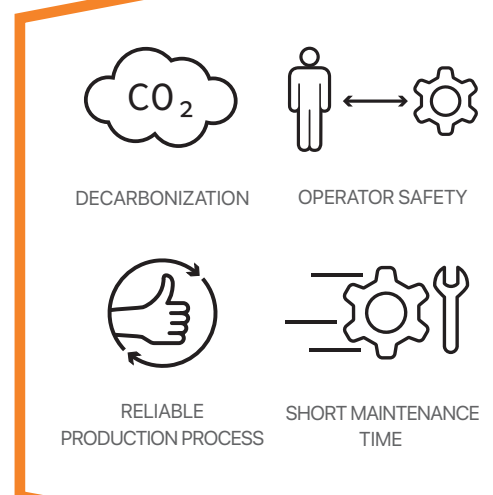 CO₂
DECARBONIZATION
OPERATOR SAFETY
RELIABLE
PRODUCTION PROCESS
SHORT MAINTENANCE
TIME